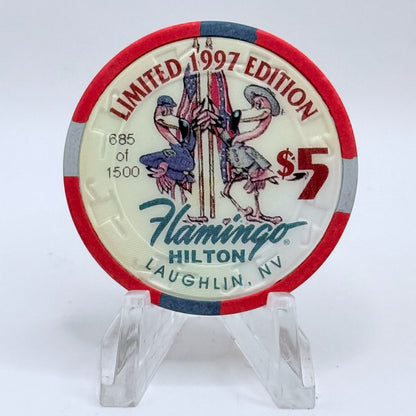 LIMITED 1997 EDITION
685
of
1500
$5
Flamingo®
HILTON
LAUGHLIN, NV